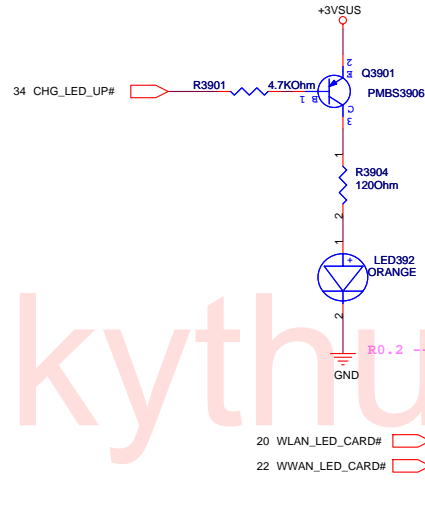 +3VSUS
2
E
Q3901
34 CHG_LED_UP#
R3901
4.7KOhm
1 B
PMBS3906
C
3
1
R3904
120Ohm
2
1
+
LED392
ORANGE
2
R0.2 --
GND
kythu
20 WLAN_LED_CARD#
22 WWAN_LED_CARD#